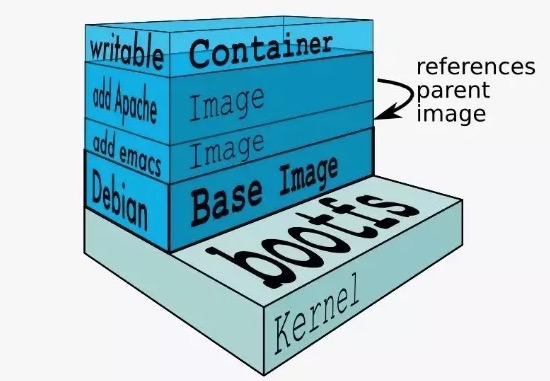 writable Container
add Apache Image
add emacs Image
Debian Base Image
references
parent
image
bootfs
Kernel